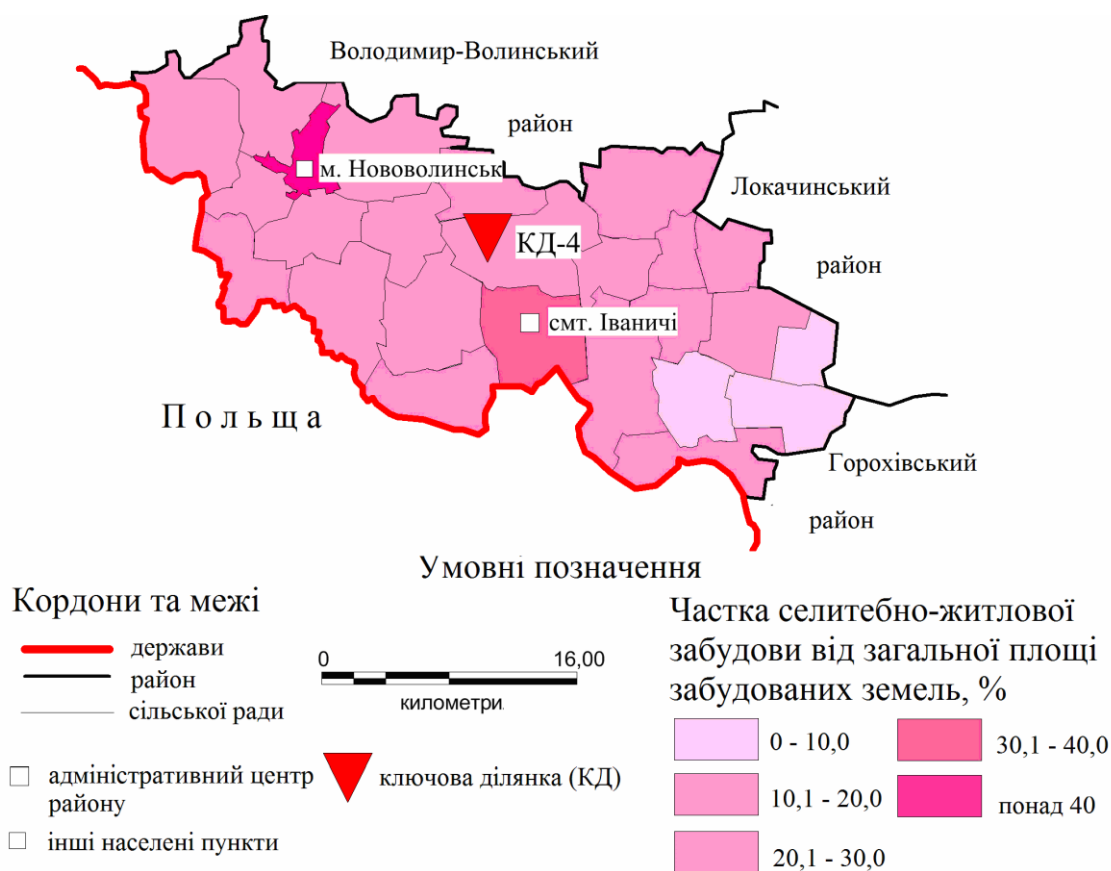 Володимир-Волинський
район
м. Нововолинськ
Локачинський
район
КД-4
смт. Іваничі
Польща
Горохівський
район
Умовні позначення
Кордони та межі
держави
район
сільської ради
0 16,00
километри
адміністративний центр
району
ключова ділянка (КД)
інші населені пункти
Частка селитебно-житлової
забудови від загальної площі
забудованих земель, %
0 - 10,0
10,1 - 20,0
20,1 - 30,0
30,1 - 40,0
понад 40